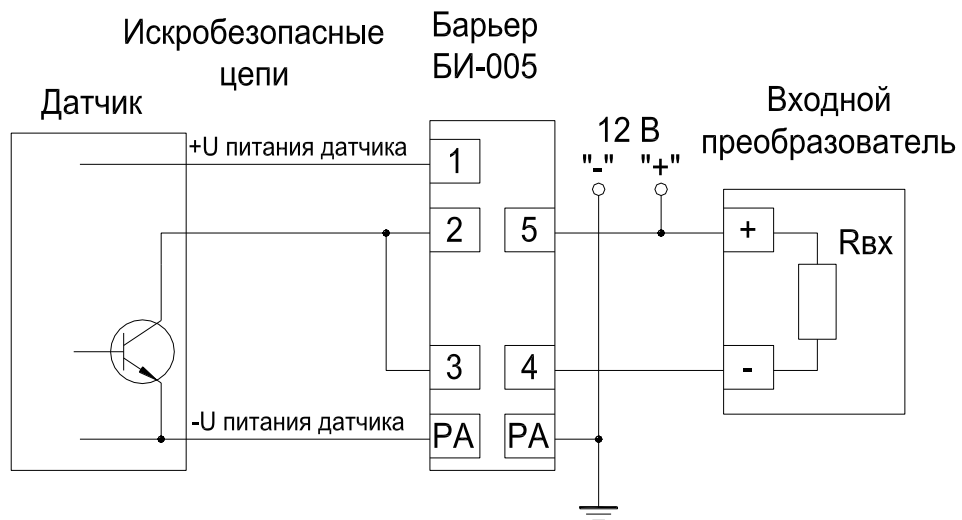 Искробезопасные
цепи
Барьер
БИ-005
Датчик
Входной
преобразователь
12 В
"-" "+"
+U питания датчика
1
2
5
+
Rвх
3
4
-
-U питания датчика
PA
PA